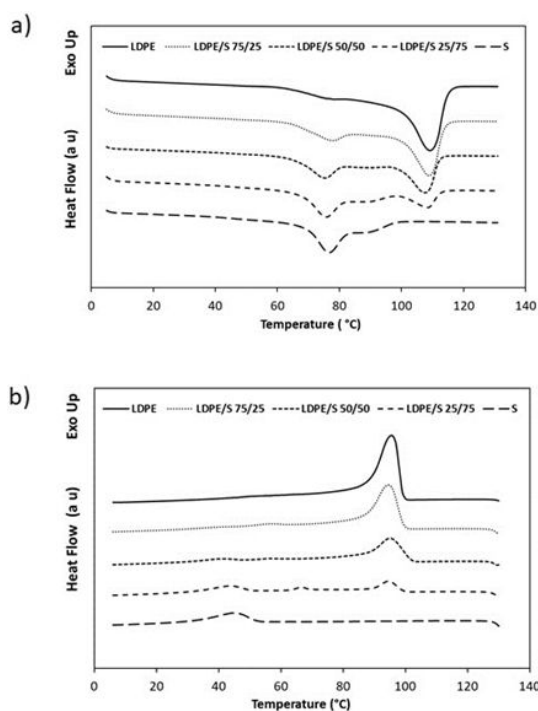 a)
Exo Up
LDPE LDPE/S 75/25 LDPE/S 50/50 LDPE/S 25/75 S
Heat Flow (a u)
0 20 40 60 80 100 120 140
Temperature ( °C)
b)
Exo Up
LDPE LDPE/S 75/25 LDPE/S 50/50 LDPE/S 25/75 S
Heat Flow (a u)
0 20 40 60 80 100 120 140
Temperature (°C)